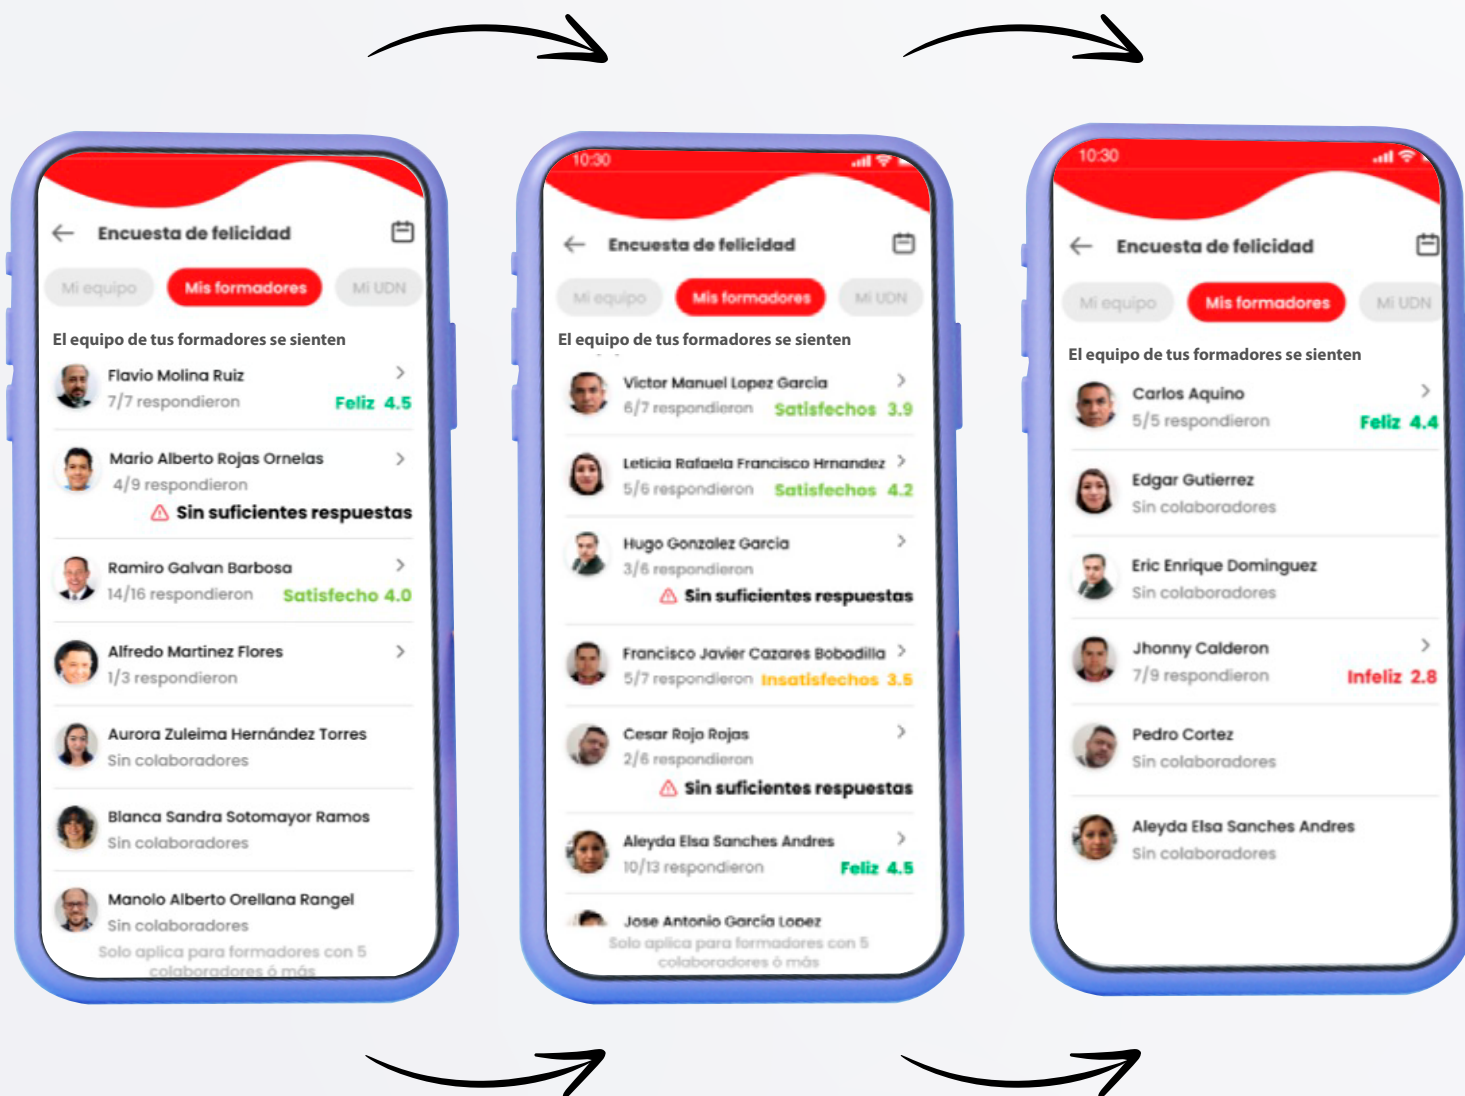 Encuesta de felicidad
Mi equipo
Mis formadores
Mi UDN
El equipo de tus formadores se sienten
Flavio Molina Ruiz
7/7 respondieron Feliz 4.5
Mario Alberto Rojas Ornelas
4/9 respondieron
Sin suficientes respuestas
Ramiro Galvan Barbosa
14/16 respondieron Satisfecho 4.0
Alfredo Martinez Flores
1/3 respondieron
Aurora Zuleima Hernández Torres
Sin colaboradores
Blanca Sandra Sotomayor Ramos
Sin colaboradores
Manolo Alberto Orellana Rangel
Sin colaboradores
Solo aplica para formadores con 5
colaboradores ó más
10:30
Encuesta de felicidad
Mi equipo
Mis formadores
Mi UDN
El equipo de tus formadores se sienten
Victor Manuel Lopez Garcia
6/7 respondieron Satisfechos 3.9
Leticia Rafaela Francisco Hrnandez
5/6 respondieron Satisfechos 4.2
Hugo Gonzalez Garcia
3/6 respondieron
Sin suficientes respuestas
Francisco Javier Cazares Bobadilla
5/7 respondieron Insatisfechos 3.5
Cesar Rojo Rojas
2/6 respondieron
Sin suficientes respuestas
Aleyda Elsa Sanches Andres
10/13 respondieron Feliz 4.5
Jose Antonio García Lopez
Solo aplica para formadores con 5
colaboradores ó más
10:30
Encuesta de felicidad
Mi equipo
Mis formadores
Mi UDN
El equipo de tus formadores se sienten
Carlos Aquino
5/5 respondieron Feliz 4.4
Edgar Gutierrez
Sin colaboradores
Eric Enrique Dominguez
Sin colaboradores
Jhonny Calderon
7/9 respondieron Infeliz 2.8
Pedro Cortez
Sin colaboradores
Aleyda Elsa Sanches Andres
Sin colaboradores